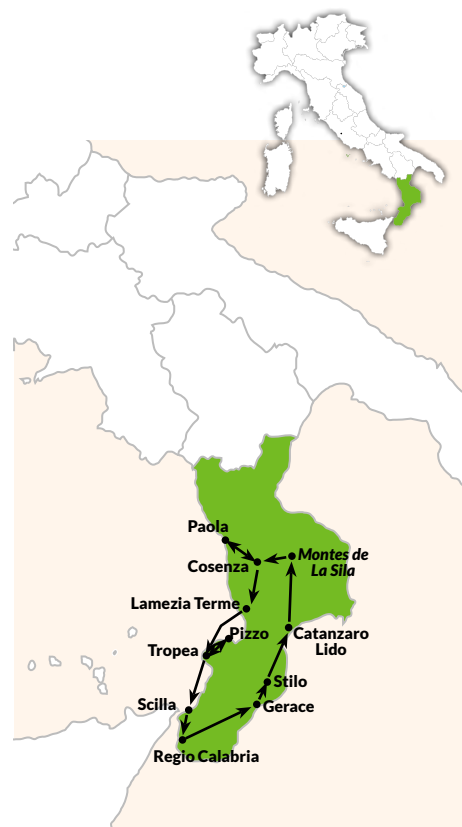 Paola
Montes de
La Sila
Cosenza
Lamezia Terme
Pizzo
Catanzaro
Lido
Tropea
Stilo
Scilla
Gerace
Regio Calabria